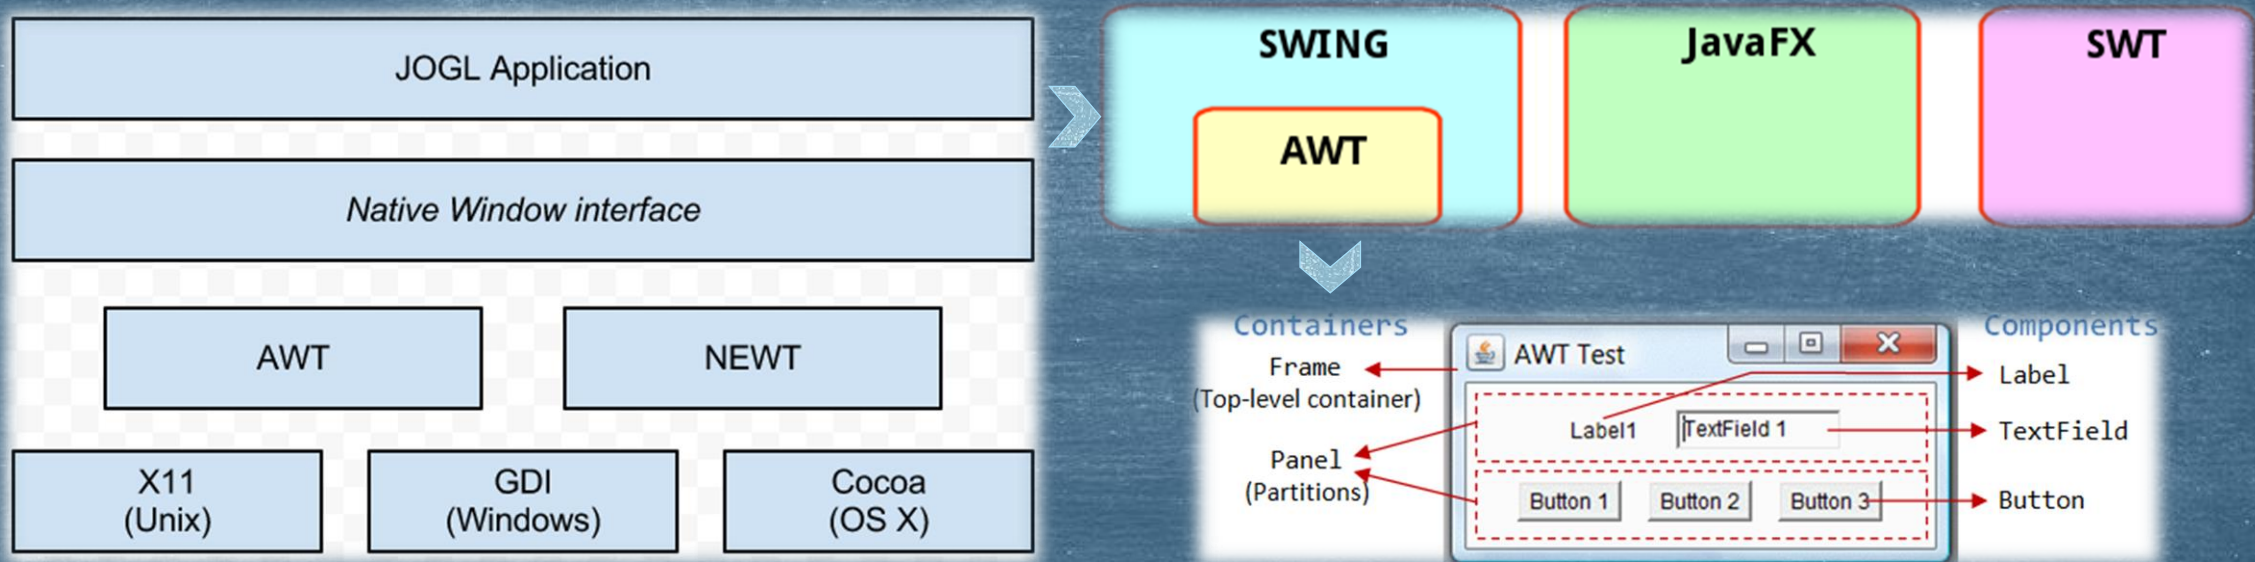 JOGL Application
Native Window interface
AWT
NEWT
X11
(Unix)
GDI
(Windows)
Cocoa
(OS X)
SWING
AWT
JavaFX
SWT
Containers
Frame
(Top-level container)
Panel
(Partitions)
AWT Test
Label1
TextField 1
Button 1
Button 2
Button 3
Components
Label
TextField
Button